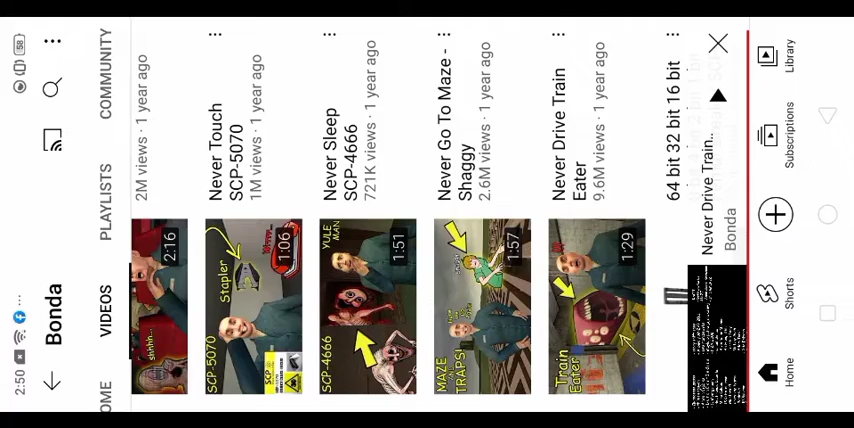 2:50
58
Bonda
OME
VIDEOS
PLAYLISTS
COMMUNITY
shhhh...
2:16
2M views · 1 year ago
SCP-5070
Stapler
SCP
1:06
Never Touch
SCP-5070
1M views · 1 year ago
SCP-4666
YULE
MAN
1:51
Never Sleep
SCP-4666
721K views · 1 year ago
MAZE
TRAPS!
1:57
Never Go To Maze -
Shaggy
2.6M views · 1 year ago
Train
Eater
1:29
Never Drive Train
Eater
9.6M views · 1 year ago
64 bit 32 bit 16 bit
Never Drive Train..
Bonda
Home
Shorts
Subscriptions
Library